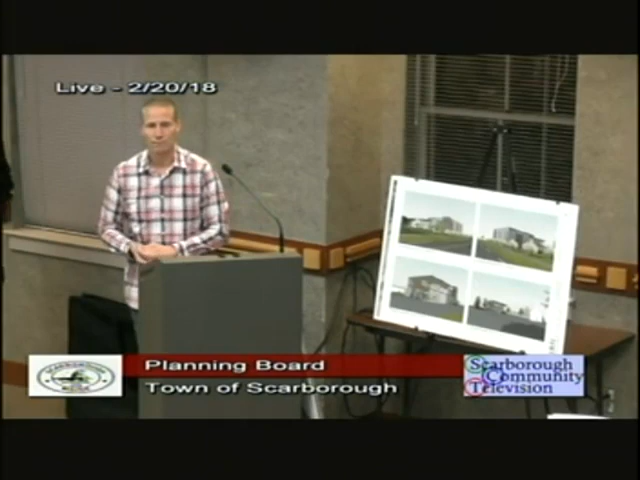 Live - 2/20/18
Planning Board
Town of Scarborough
Scarborough
Community
Television